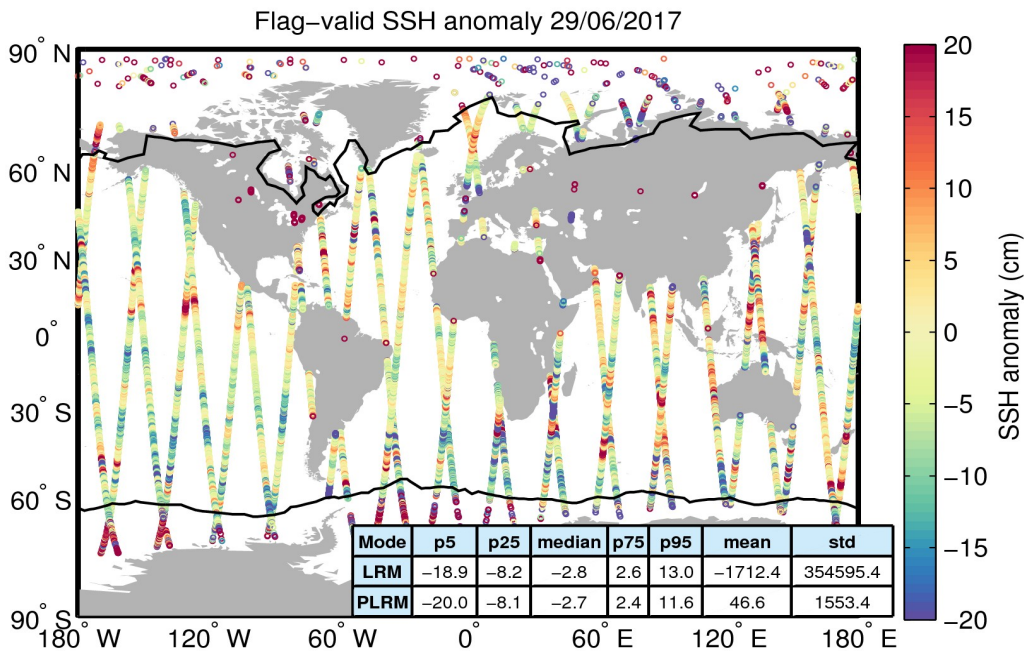 Flag−valid SSH anomaly 29/06/2017
90° N
60° N
30° N
0°
30° S
60° S
90° S
180° W 120° W 60° W 0° 60° E 120° E 180° E
Mode p5 p25 median p75 p95 mean std
LRM −18.9 −8.2 −2.8 2.6 13.0 −1712.4 354595.4
PLRM −20.0 −8.1 −2.7 2.4 11.6 46.6 1553.4
20
15
10
5
0
−5
−10
−15
−20
SSH anomaly (cm)